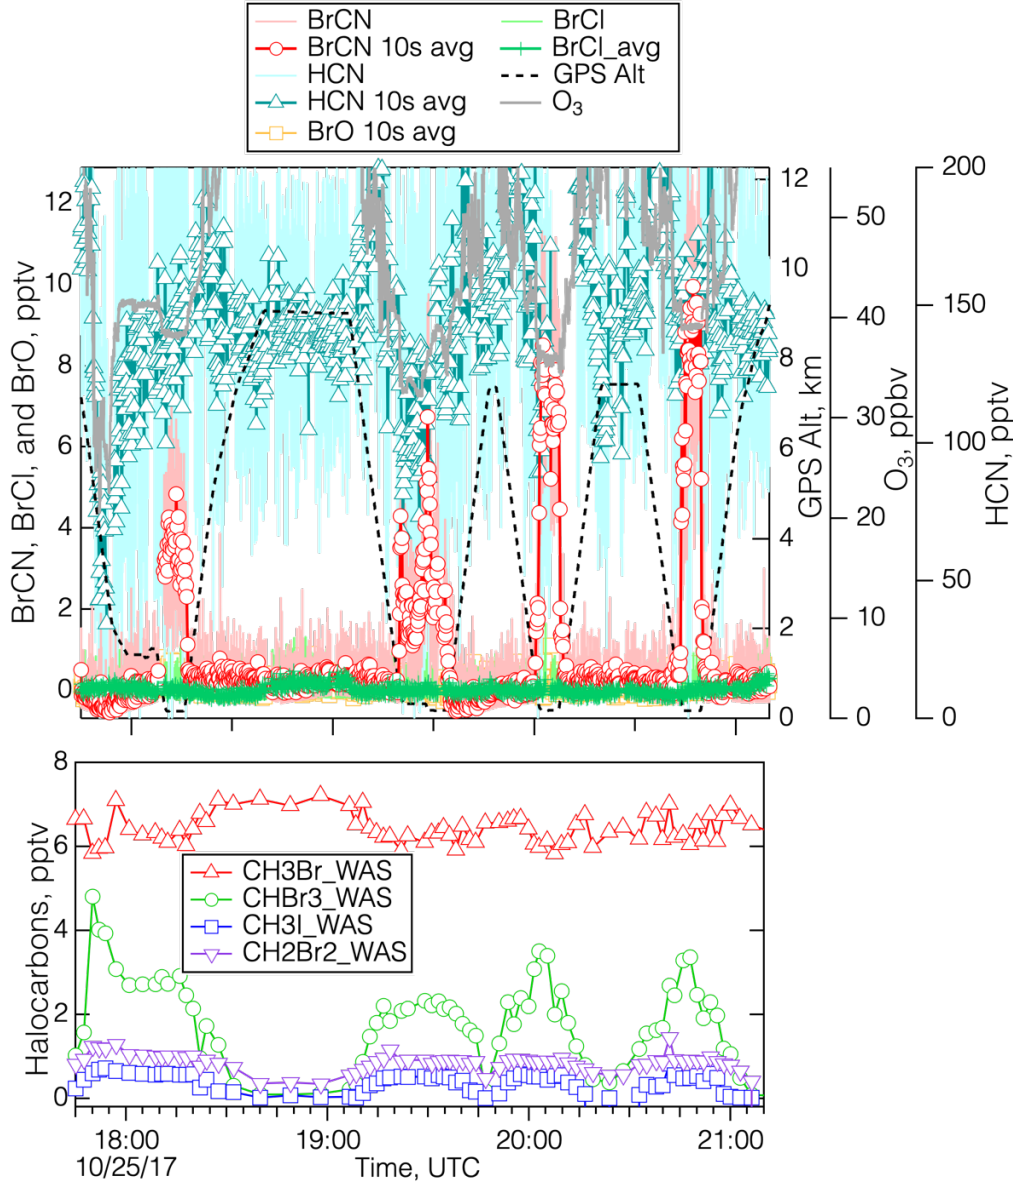 BrCN
BrCN 10s avg
HCN
HCN 10s avg
BrO 10s avg
BrCl
BrCl_avg
GPS Alt
O3
BrCN, BrCl, and BrO, pptv
12
10
8
6
4
2
0
GPS Alt, km
12
10
8
6
4
2
0
O3, ppbv
50
40
30
20
10
0
HCN, pptv
200
150
100
50
0
Halocarbons, pptv
8
6
4
2
0
CH3Br_WAS
CHBr3_WAS
CH3I_WAS
CH2Br2_WAS
18:00
19:00
20:00
21:00
10/25/17
Time, UTC